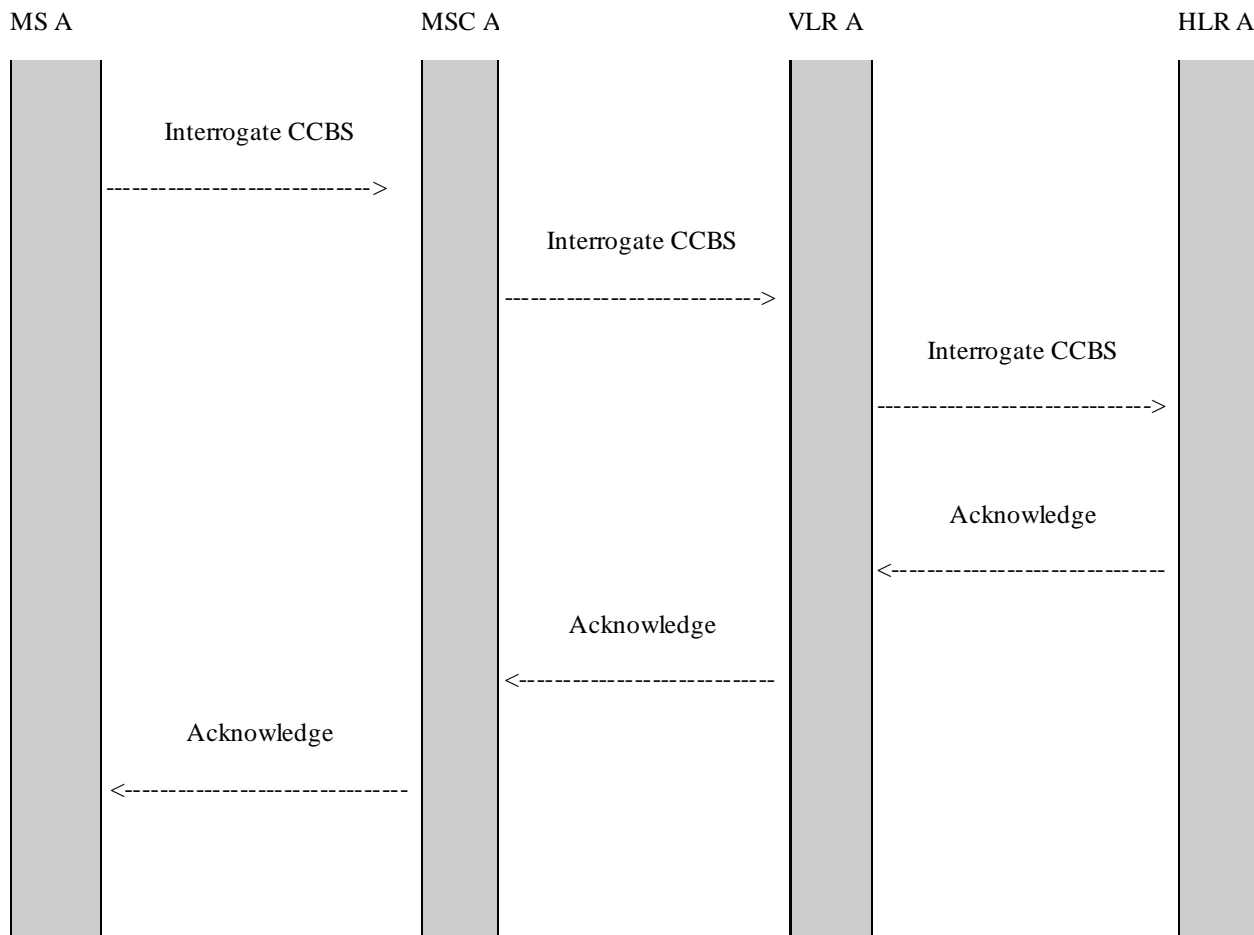 MS A MSC A VLR A HLR A
Interrogate CCBS
----------------------------->
Interrogate CCBS
----------------------------->
Interrogate CCBS
------------------------------>
Acknowledge
<------------------------------
Acknowledge
<----------------------------
Acknowledge
<-------------------------------